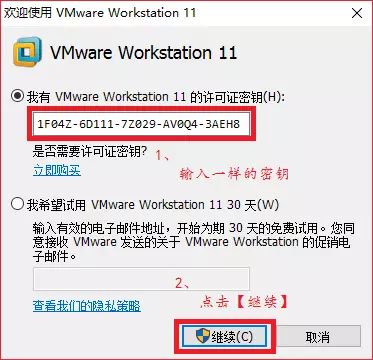 欢迎使用 VMware Workstation 11
VMware Workstation 11
我有 VMware Workstation 11 的许可证密钥(H):
1F04Z-6D111-7Z029-AV0Q4-3AEH8
是否需要许可证密钥?
1、
立即购买
输入一样的密钥
我希望试用 VMware Workstation 11 30 天(W)
输入有效的电子邮件地址，开始为期 30 天的免费试用。您同
意接收 VMware 发送的关于 VMware Workstation 的促销电
子邮件。
2、
查看我们的隐私策略
点击【继续】
继续(C)
取消